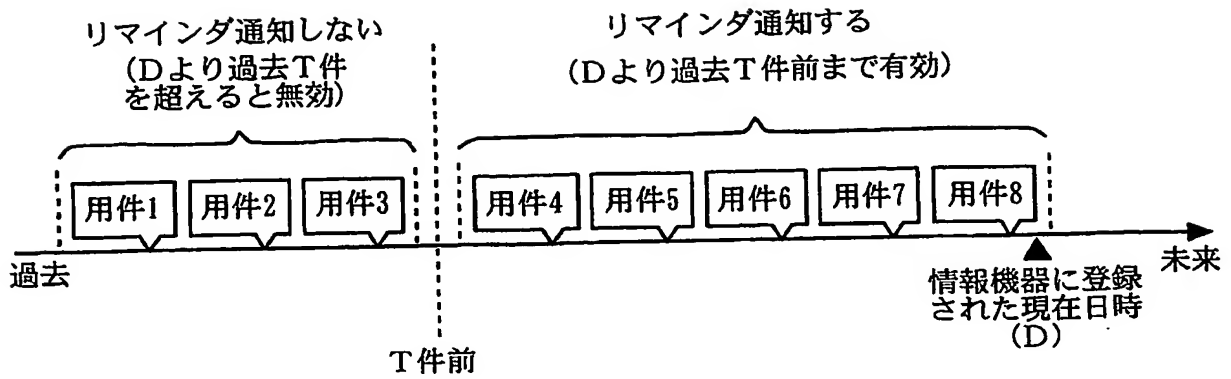 リマインダ通知しない
(Dより過去T件
を超えると無効)
リマインダ通知する
(Dより過去T件前まで有効)
用件1
用件2
用件3
用件4
用件5
用件6
用件7
用件8
過去
未来
情報機器に登録
された現在日時
(D)
T件前